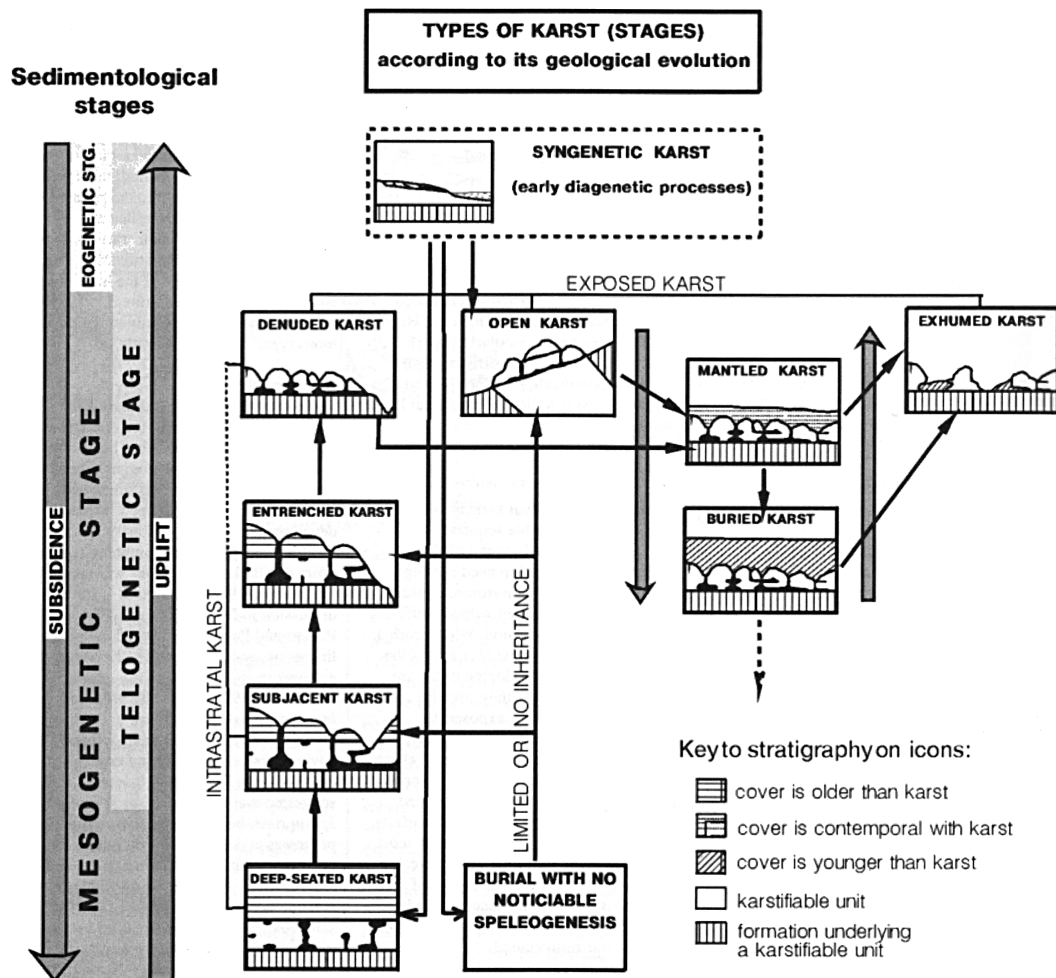 TYPES OF KARST (STAGES)
according to its geological evolution
Sedimentological
stages
SUBSIDENCE
MESOGENETIC STAGE
EOGENETIC STG.
TELOGENETIC STAGE
UPLIFT
SYNGENETIC KARST
(early diagenetic processes)
EXPOSED KARST
DENUDED KARST
OPEN KARST
EXHUMED KARST
MANTLED KARST
BURIED KARST
ENTRENCHED KARST
INTRASTRATAL KARST
SUBJACENT KARST
LIMITED OR NO INHERITANCE
DEEP-SEATED KARST
BURIAL WITH NO
NOTICIABLE
SPELEOGENESIS
Key to stratigraphy on icons:
cover is older than karst
cover is contemporal with karst
cover is younger than karst
karstifiable unit
formation underlying
a karstifiable unit